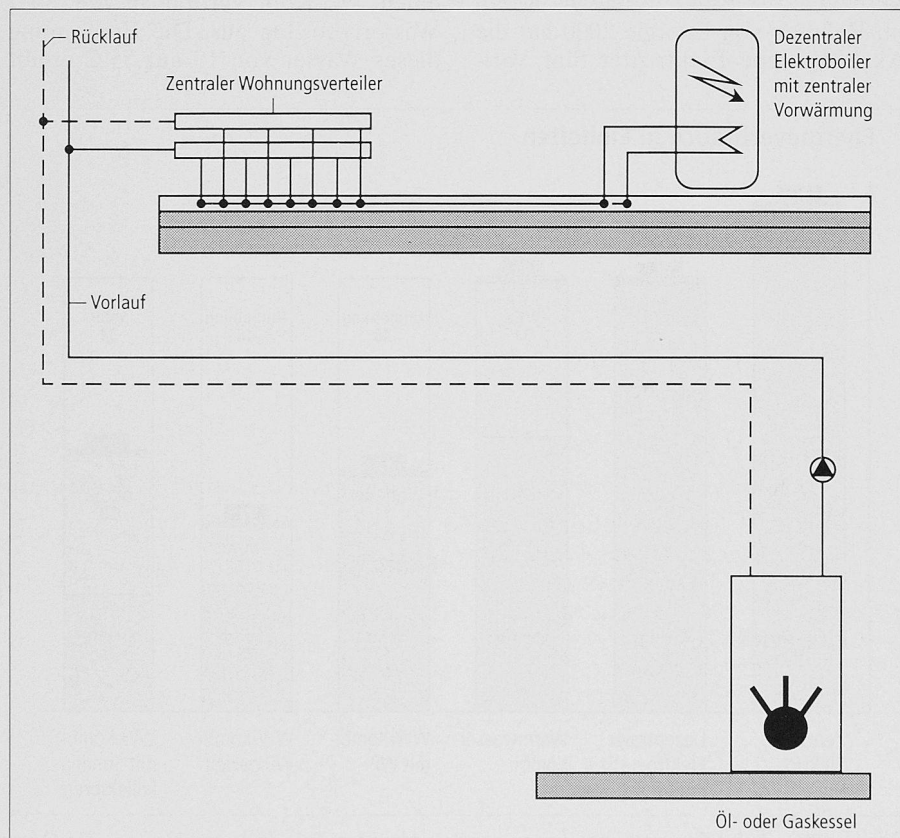 Rücklauf
Zentraler Wohnungsverteiler
Dezentraler
Elektroboiler
mit zentraler
Vorwärmung
Vorlauf
Öl- oder Gaskessel